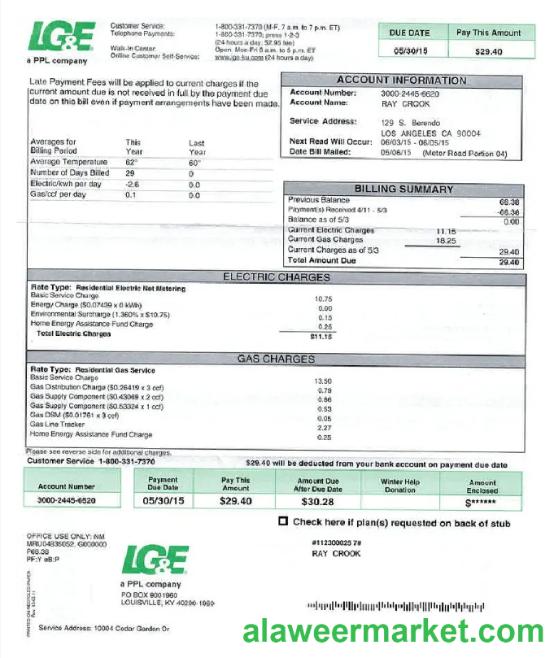 LG&E
a PPL company
Customer Service: 1-800-331-7370 (M-F, 7 a.m. to 7 p.m. ET)
Telephone Payments: 1-800-331-7370; press 1-2-3
(24 hours a day; $2.95 fee)
Walk-In Center: Open: Mon-Fri 8 a.m. to 5 p.m. ET
Online Customer Self-Service: www.lge-ku.com (24 hours a day)
DUE DATE Pay This Amount
05/30/15 $29.40
Late Payment Fees will be applied to current charges if the
current amount due is not received in full by the payment due
date on this bill even if payment arrangements have been made.
ACCOUNT INFORMATION
Account Number: 3000-2445-6520
Account Name: RAY CROOK
Service Address: 129 S. Berendo
LOS ANGELES CA 90004
Next Read Will Occur: 06/03/15 - 06/05/15
Date Bill Mailed: 05/06/15 (Meter Read Portion 04)
Averages for This Last
Billing Period Year Year
Average Temperature 62° 60°
Number of Days Billed 29 0
Electric/kwh per day -2.6 0.0
Gas/ccf per day 0.1 0.0
BILLING SUMMARY
Previous Balance 68.38
Payment(s) Received 4/11 - 5/3 -68.38
Balance as of 5/3 0.00
Current Electric Charges 11.15
Current Gas Charges 18.25
Current Charges as of 5/3 29.40
Total Amount Due 29.40
ELECTRIC CHARGES
Rate Type: Residential Electric Net Metering
Basic Service Charge 10.75
Energy Charge ($0.07439 x 0 kWh) 0.00
Environmental Surcharge (1.360% x $10.75) 0.15
Home Energy Assistance Fund Charge 0.25
Total Electric Charges $11.15
GAS CHARGES
Rate Type: Residential Gas Service
Basic Service Charge 13.50
Gas Distribution Charge ($0.26419 x 3 ccf) 0.79
Gas Supply Component ($0.43069 x 2 ccf) 0.86
Gas Supply Component ($0.53324 x 1 ccf) 0.53
Gas DSM ($0.01761 x 3 ccf) 0.05
Gas Line Tracker 2.27
Home Energy Assistance Fund Charge 0.25
Please see reverse side for additional charges.
Customer Service 1-800-331-7370 $29.40 will be deducted from your bank account on payment due date
Account Number Payment Due Date Pay This Amount Amount Due After Due Date Winter Help Donation Amount Enclosed
3000-2445-6520 05/30/15 $29.40 $30.28 $******
Check here if plan(s) requested on back of stub
OFFICE USE ONLY: NM
MRU04835052, G000000
P68.38
PF:Y eB:P
#112300025 7#
RAY CROOK
LG&E
a PPL company
PO BOX 9001960
LOUISVILLE, KY 40290-1960
PRINTED ON RECYCLED PAPER
Service Address: 10004 Cedar Garden Dr
alaweermarket.com